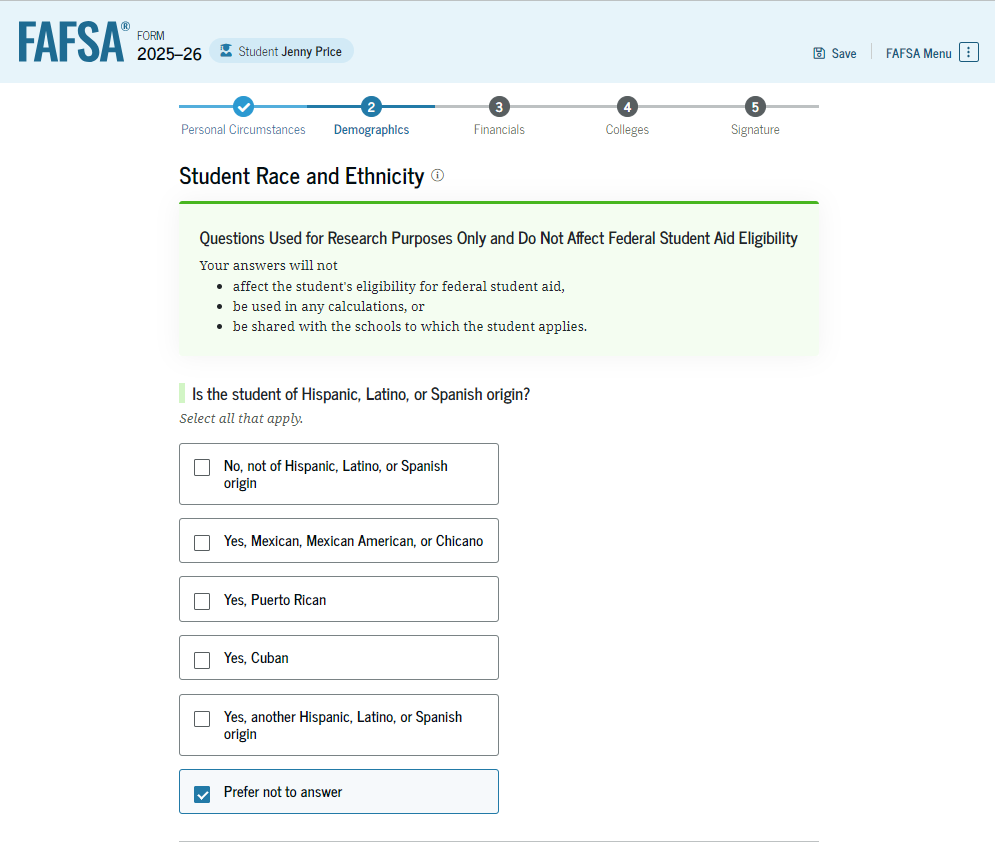 FAFSA®
FORM
2025–26
Student Jenny Price
Save
FAFSA Menu
2
3
4
5
Personal Circumstances
Demographics
Financials
Colleges
Signature
Student Race and Ethnicity
Questions Used for Research Purposes Only and Do Not Affect Federal Student Aid Eligibility
Your answers will not
• affect the student's eligibility for federal student aid,
• be used in any calculations, or
• be shared with the schools to which the student applies.
Is the student of Hispanic, Latino, or Spanish origin?
Select all that apply.
No, not of Hispanic, Latino, or Spanish
origin
Yes, Mexican, Mexican American, or Chicano
Yes, Puerto Rican
Yes, Cuban
Yes, another Hispanic, Latino, or Spanish
origin
Prefer not to answer